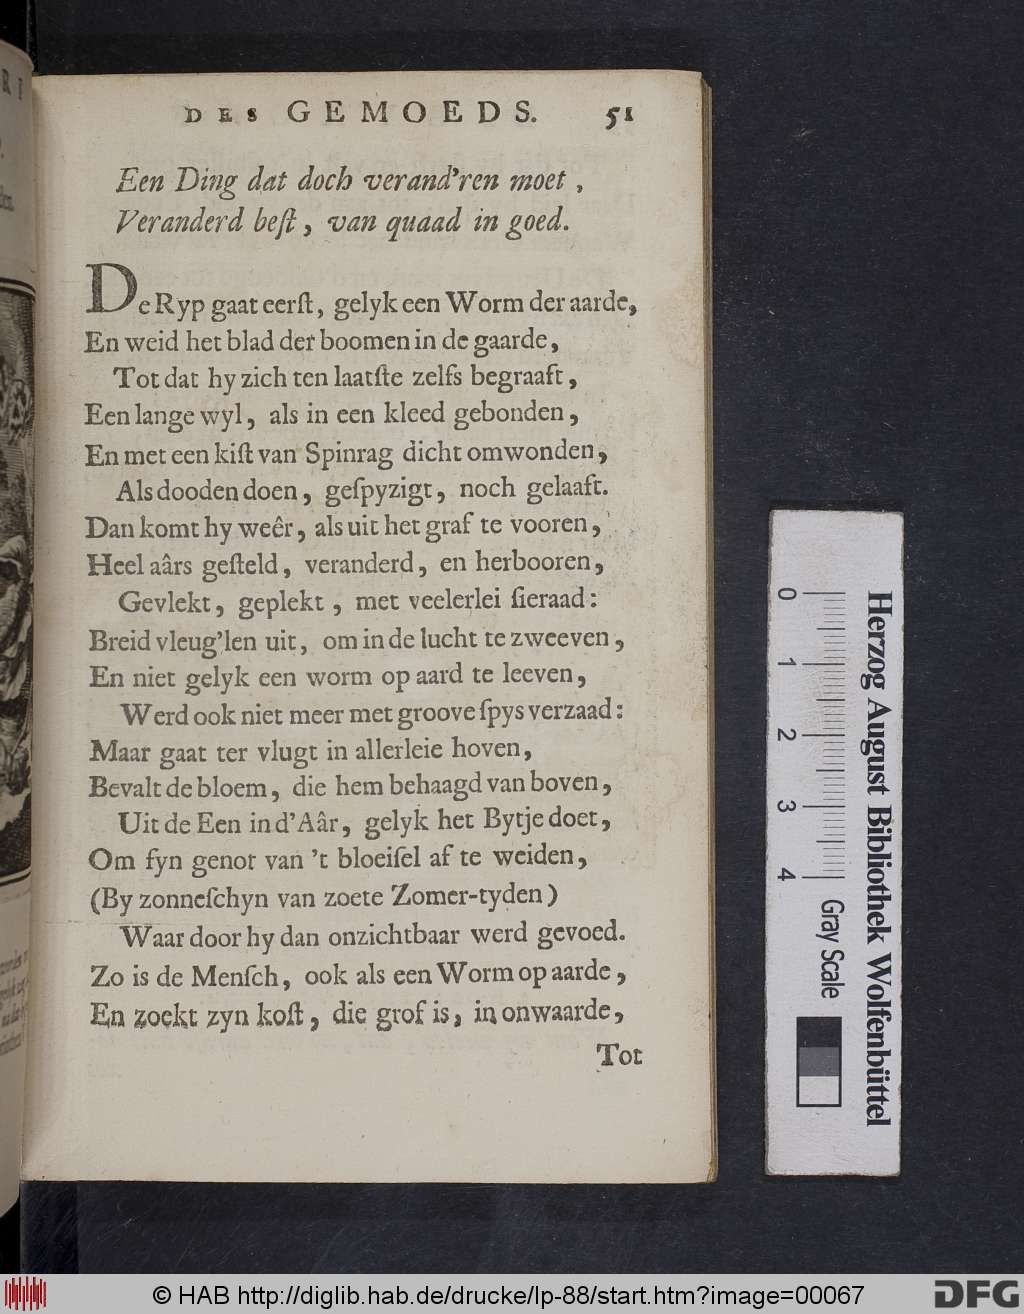 DES GEMOEDS. 51
Een Ding dat doch verand'ren moet,
Veranderd beſt, van quaad in goed.
De Ryp gaat eerſt, gelyk een Worm der aarde,
En weid het blad der boomen in de gaarde,
Tot dat hy zich ten laatſte zelfs begraaft,
Een lange wyl, als in een kleed gebonden,
En met een kiſt van Spinrag dicht omwonden,
Als dooden doen, geſpyzigt, noch gelaaft.
Dan komt hy weêr, als uit het graf te vooren,
Heel aârs geſteld, veranderd, en herbooren,
Gevlekt, geplekt, met veelerlei ſieraad:
Breid vleug'len uit, om in de lucht te zweeven,
En niet gelyk een worm op aard te leeven,
Werd ook niet meer met groove ſpys verzaad:
Maar gaat ter vlugt in allerleie hoven,
Bevalt de bloem, die hem behaagd van boven,
Uit de Een in d'Aâr, gelyk het Bytje doet,
Om ſyn genot van 't bloeiſel af te weiden,
(By zonneſchyn van zoete Zomer-tyden)
Waar door hy dan onzichtbaar werd gevoed.
Zo is de Menſch, ook als een Worm op aarde,
En zoekt zyn koſt, die grof is, in onwaarde,
Tot
0 1 2 3 4
Gray Scale
Herzog August Bibliothek Wolfenbüttel
© HAB http://diglib.hab.de/drucke/lp-88/start.htm?image=00067
DFG